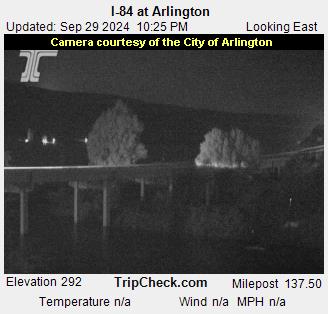 I-84 at Arlington
Updated: Sep 29 2024 10:25 PM Looking East
Camera courtesy of the City of Arlington
Elevation 292 TripCheck.com Milepost 137.50
Temperature n/a Wind n/a MPH n/a